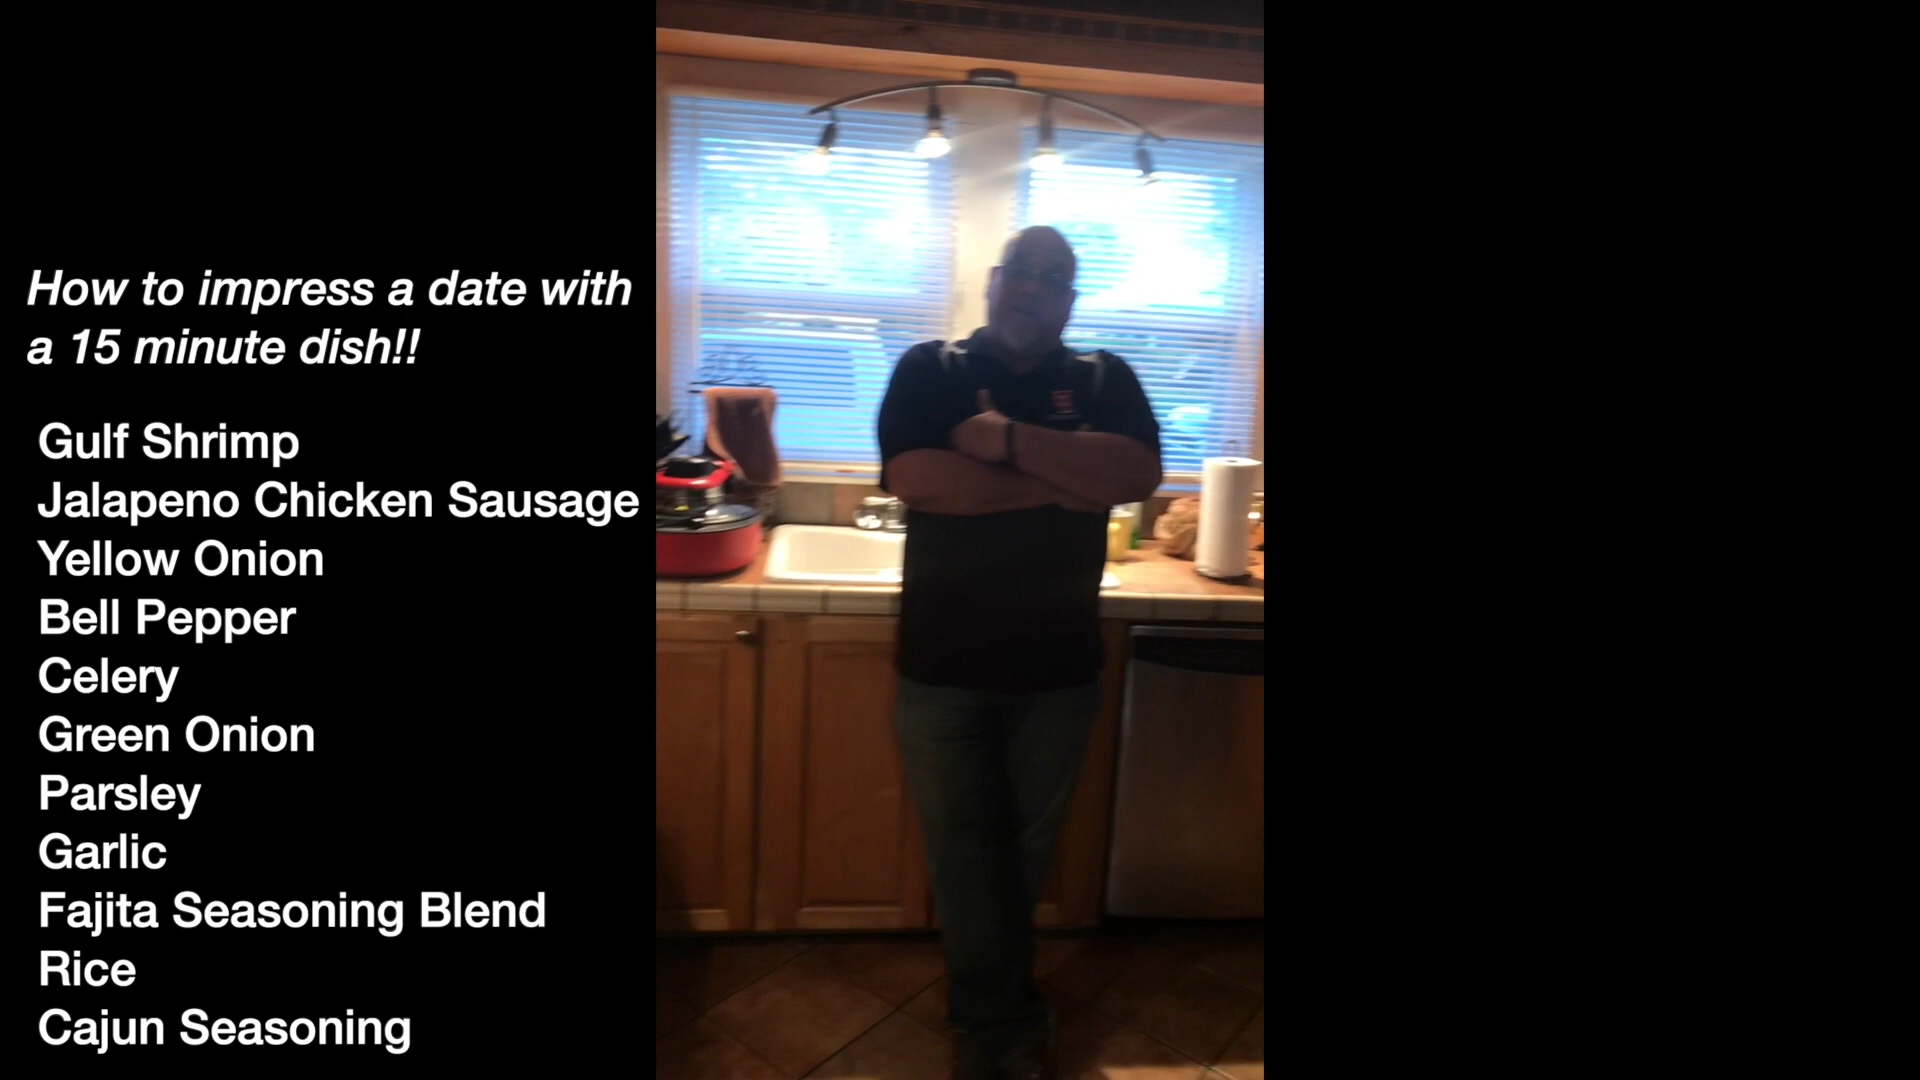 How to impress a date with
a 15 minute dish!!
Gulf Shrimp
Jalapeno Chicken Sausage
Yellow Onion
Bell Pepper
Celery
Green Onion
Parsley
Garlic
Fajita Seasoning Blend
Rice
Cajun Seasoning